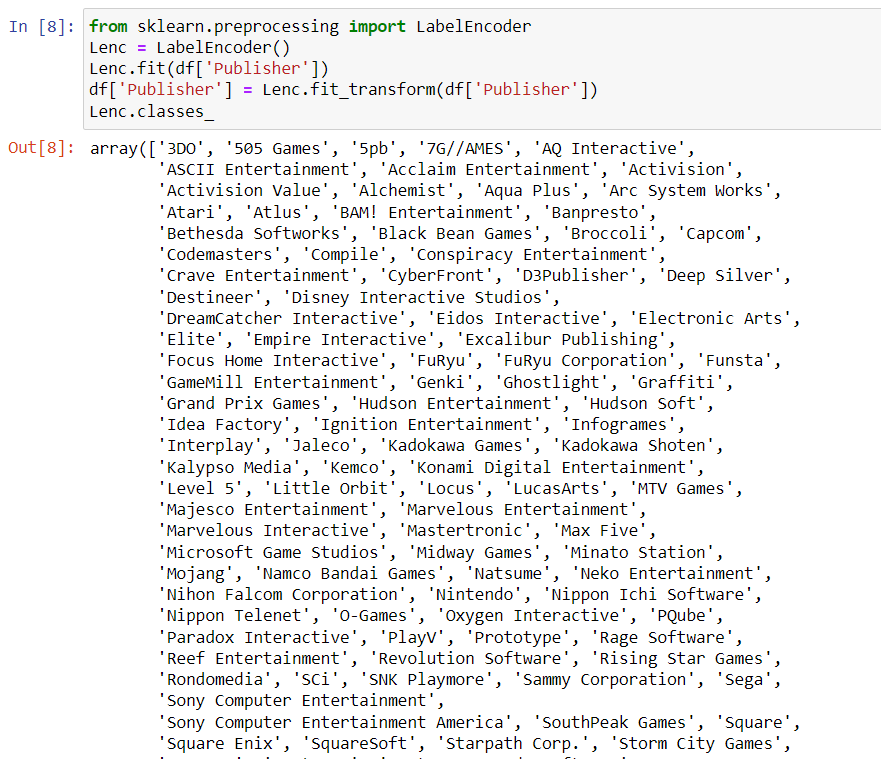 In [8]: from sklearn.preprocessing import LabelEncoder
Lenc = LabelEncoder()
Lenc.fit(df['Publisher'])
df['Publisher'] = Lenc.fit_transform(df['Publisher'])
Lenc.classes_
Out[8]: array(['3DO', '505 Games', '5pb', '7G//AMES', 'AQ Interactive',
'ASCII Entertainment', 'Acclaim Entertainment', 'Activision',
'Activision Value', 'Alchemist', 'Aqua Plus', 'Arc System Works',
'Atari', 'Atlus', 'BAM! Entertainment', 'Banpresto',
'Bethesda Softworks', 'Black Bean Games', 'Broccoli', 'Capcom',
'Codemasters', 'Compile', 'Conspiracy Entertainment',
'Crave Entertainment', 'CyberFront', 'D3Publisher', 'Deep Silver',
'Destineer', 'Disney Interactive Studios',
'DreamCatcher Interactive', 'Eidos Interactive', 'Electronic Arts',
'Elite', 'Empire Interactive', 'Excalibur Publishing',
'Focus Home Interactive', 'FuRyu', 'FuRyu Corporation', 'Funsta',
'GameMill Entertainment', 'Genki', 'Ghostlight', 'Graffiti',
'Grand Prix Games', 'Hudson Entertainment', 'Hudson Soft',
'Idea Factory', 'Ignition Entertainment', 'Infogrames',
'Interplay', 'Jaleco', 'Kadokawa Games', 'Kadokawa Shoten',
'Kalypso Media', 'Kemco', 'Konami Digital Entertainment',
'Level 5', 'Little Orbit', 'Locus', 'LucasArts', 'MTV Games',
'Majesco Entertainment', 'Marvelous Entertainment',
'Marvelous Interactive', 'Mastertronic', 'Max Five',
'Microsoft Game Studios', 'Midway Games', 'Minato Station',
'Mojang', 'Namco Bandai Games', 'Natsume', 'Neko Entertainment',
'Nihon Falcom Corporation', 'Nintendo', 'Nippon Ichi Software',
'Nippon Telenet', 'O-Games', 'Oxygen Interactive', 'PQube',
'Paradox Interactive', 'PlayV', 'Prototype', 'Rage Software',
'Reef Entertainment', 'Revolution Software', 'Rising Star Games',
'Rondomedia', 'SCi', 'SNK Playmore', 'Sammy Corporation', 'Sega',
'Sony Computer Entertainment',
'Sony Computer Entertainment America', 'SouthPeak Games', 'Square',
'Square Enix', 'SquareSoft', 'Starpath Corp.', 'Storm City Games',